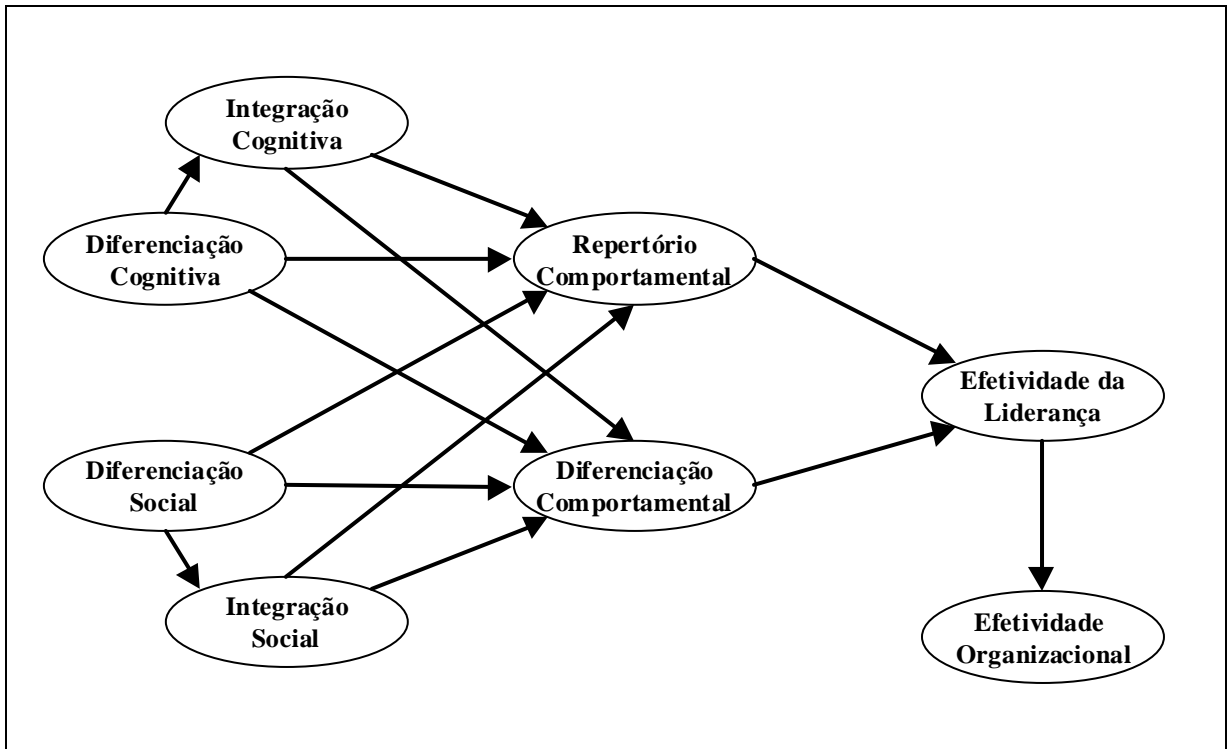 Integração
Cognitiva
Diferenciação
Cognitiva
Repertório
Comportamental
Efetividade da
Liderança
Diferenciação
Social
Diferenciação
Comportamental
Integração
Social
Efetividade
Organizacional